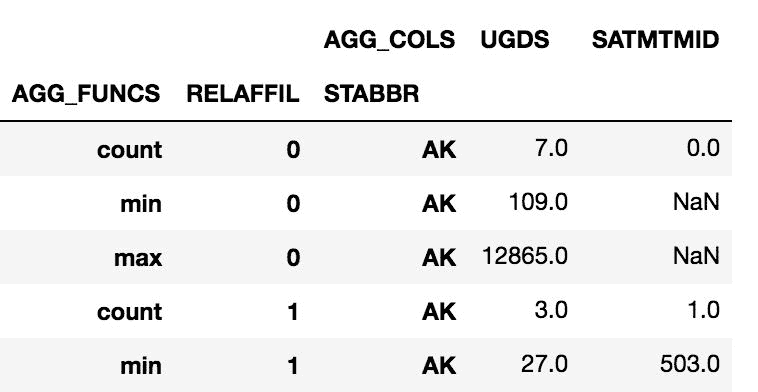 AGG_COLS UGDS SATMTMID
AGG_FUNCS RELAFFIL STABBR
count 0 AK 7.0 0.0
min 0 AK 109.0 NaN
max 0 AK 12865.0 NaN
count 1 AK 3.0 1.0
min 1 AK 27.0 503.0